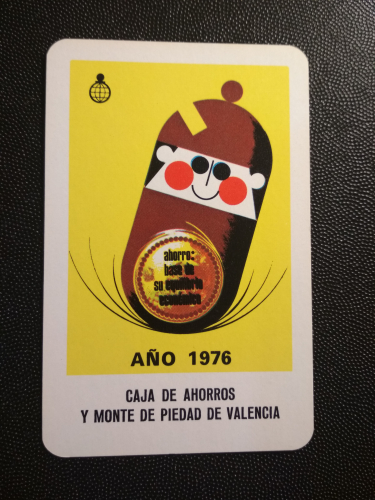 ahorro:
base de
su equilibrio
económico
AÑO 1976
CAJA DE AHORROS
Y MONTE DE PIEDAD DE VALENCIA